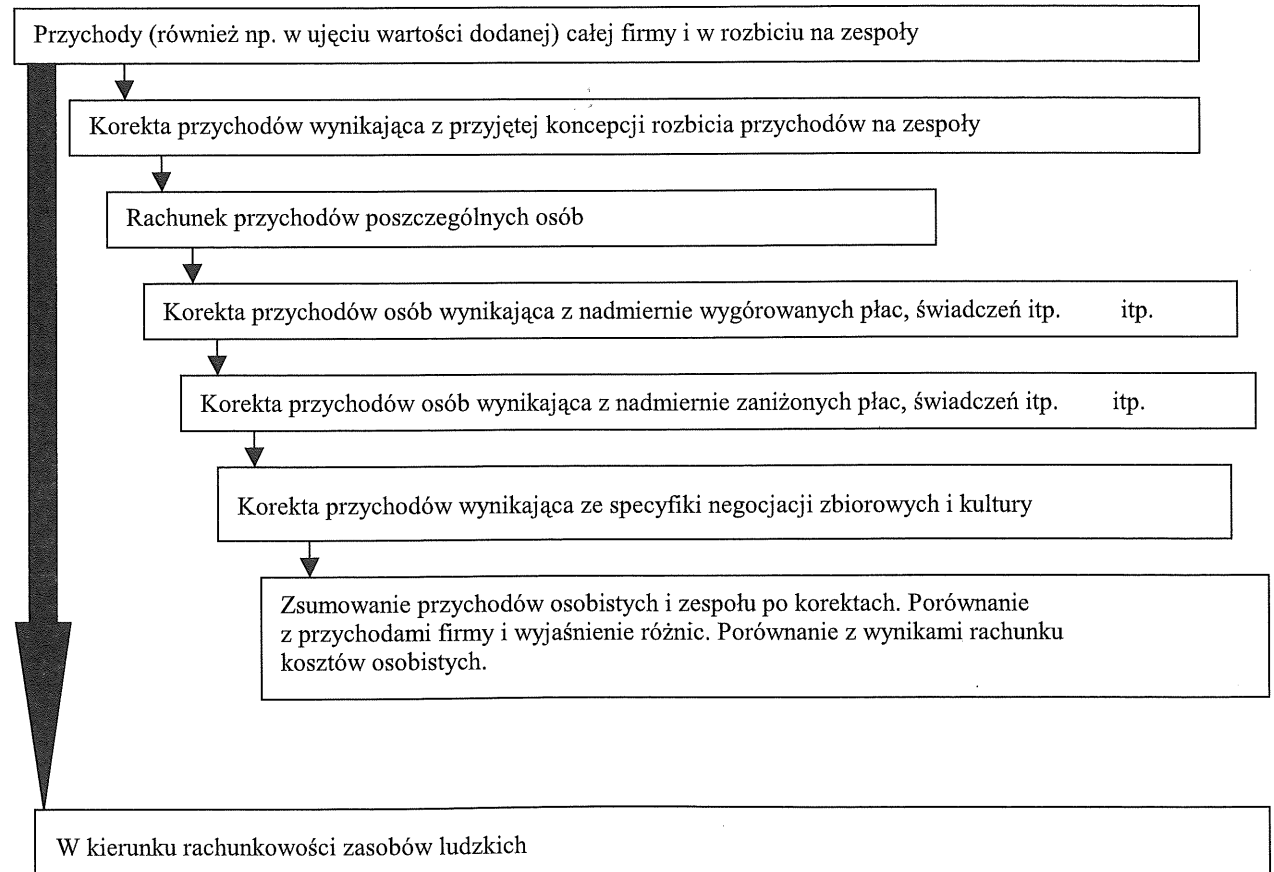 Przychody (również np. w ujęciu wartości dodanej) całej firmy i w rozbiciu na zespoły
Korekta przychodów wynikająca z przyjętej koncepcji rozbicia przychodów na zespoły
Rachunek przychodów poszczególnych osób
Korekta przychodów osób wynikająca z nadmiernie wygórowanych płac, świadczeń itp. itp.
Korekta przychodów osób wynikająca z nadmiernie zaniżonych płac, świadczeń itp. itp.
Korekta przychodów wynikająca ze specyfiki negocjacji zbiorowych i kultury
Zsumowanie przychodów osobistych i zespołu po korektach. Porównanie
z przychodami firmy i wyjaśnienie różnic. Porównanie z wynikami rachunku
kosztów osobistych.
W kierunku rachunkowości zasobów ludzkich